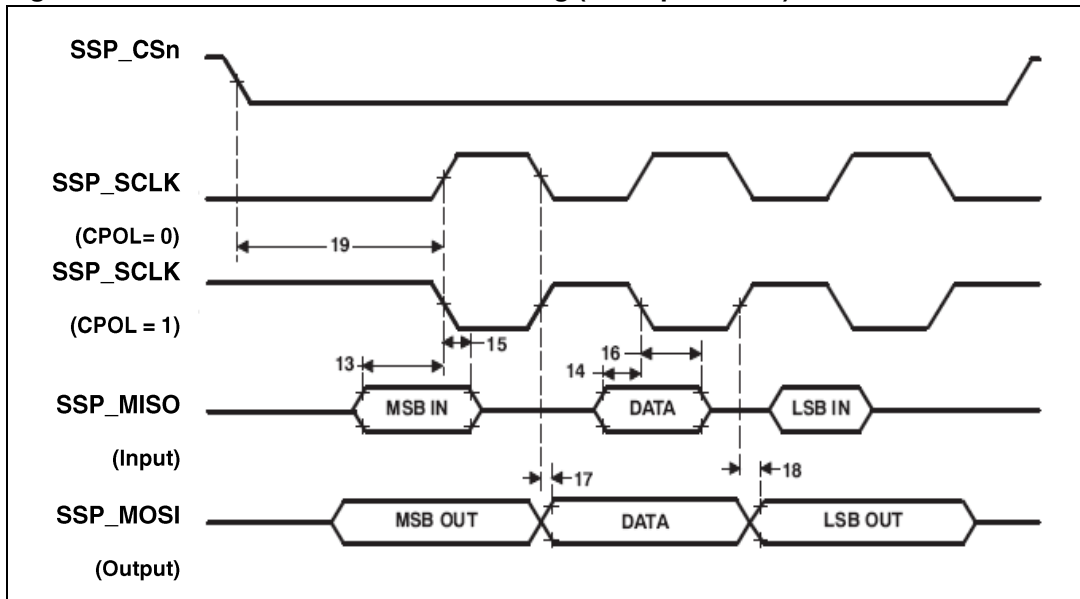 SSP_CSn
SSP_SCLK
(CPOL= 0)
19
SSP_SCLK
(CPOL = 1)
15
13
16
14
SSP_MISO
MSB IN
DATA
LSB IN
(Input)
17
18
SSP_MOSI
MSB OUT
DATA
LSB OUT
(Output)